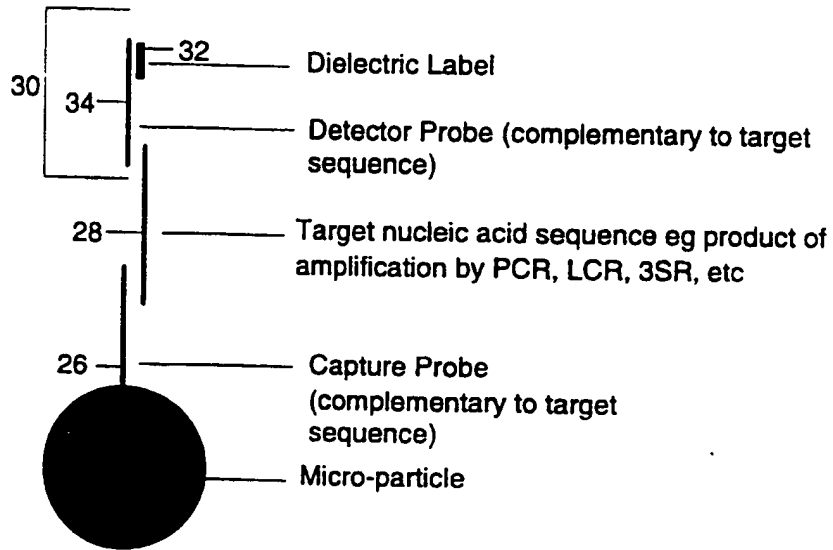 32
Dielectric Label
30
34
Detector Probe (complementary to target
sequence)
28
Target nucleic acid sequence eg product of
amplification by PCR, LCR, 3SR, etc
26
Capture Probe
(complementary to target
sequence)
Micro-particle